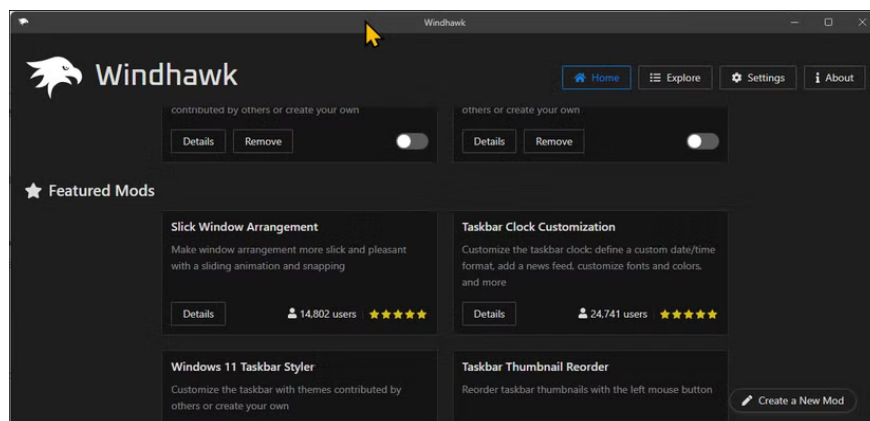 Windhawk
Windhawk
Home
Explore
Settings
About
contributed by others or create your own
others or create your own
Details
Remove
Details
Remove
Featured Mods
Slick Window Arrangement
Make window arrangement more slick and pleasant
with a sliding animation and snapping
Details
14,802 users
Taskbar Clock Customization
Customize the taskbar clock: define a custom date/time
format, add a news feed, customize fonts and colors,
and more
Details
24,741 users
Windows 11 Taskbar Styler
Customize the taskbar with themes contributed by
others or create your own
Taskbar Thumbnail Reorder
Reorder taskbar thumbnails with the left mouse button
Create a New Mod